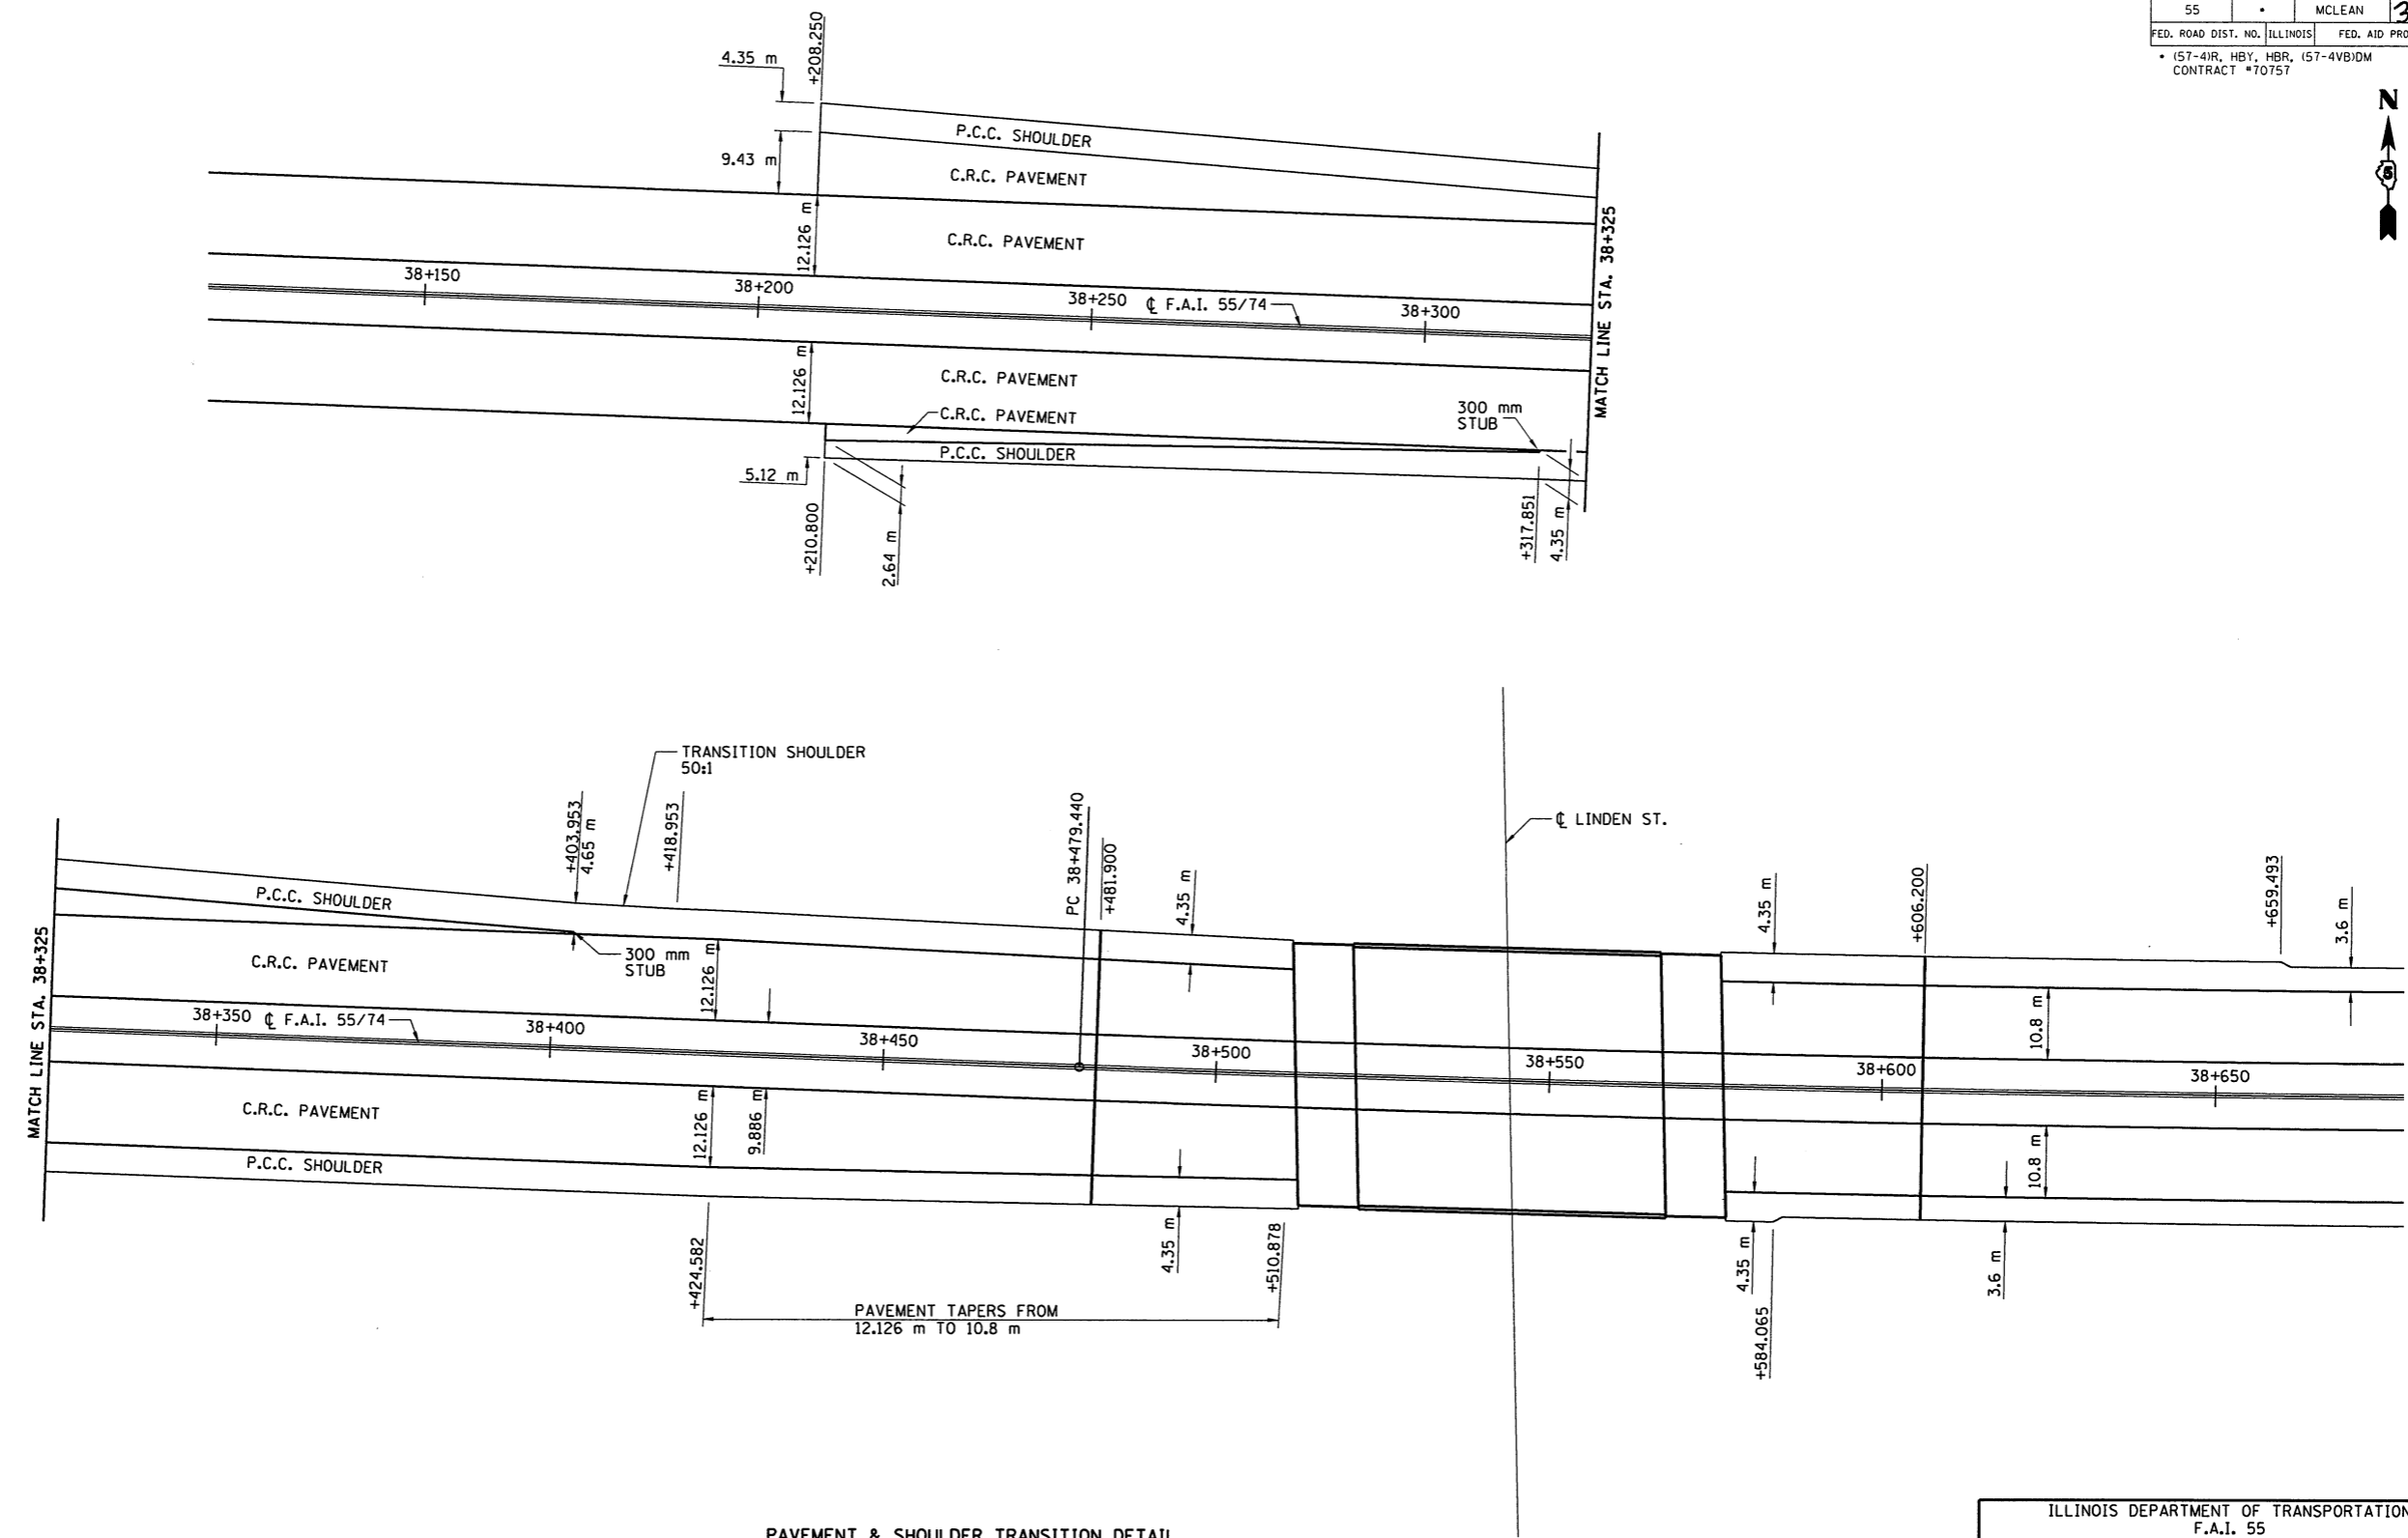 55 • MCLEAN 3
FED. ROAD DIST. NO. ILLINOIS FED. AID PRO
• (57-4)R, HBY, HBR, (57-4VB)DM
CONTRACT #70757
N
5
+208.250
4.35 m
9.43 m
P.C.C. SHOULDER
C.R.C. PAVEMENT
12.126 m
C.R.C. PAVEMENT
38+150
38+200
38+250
℄ F.A.I. 55/74
38+300
MATCH LINE STA. 38+325
12.126 m
C.R.C. PAVEMENT
C.R.C. PAVEMENT
300 mm
STUB
P.C.C. SHOULDER
5.12 m
+210.800
2.64 m
+317.851
4.35 m
TRANSITION SHOULDER
50:1
+403.953
4.65 m
+418.953
PC 38+479.440
+481.900
4.35 m
℄ LINDEN ST.
4.35 m
+606.200
+659.493
3.6 m
P.C.C. SHOULDER
300 mm
STUB
C.R.C. PAVEMENT
12.126 m
10.8 m
MATCH LINE STA. 38+325
38+350
℄ F.A.I. 55/74
38+400
38+450
38+500
38+550
38+600
38+650
C.R.C. PAVEMENT
12.126 m
9.886 m
10.8 m
P.C.C. SHOULDER
+424.582
4.35 m
+510.878
4.35 m
+584.065
3.6 m
PAVEMENT TAPERS FROM
12.126 m TO 10.8 m
PAVEMENT & SHOULDER TRANSITION DETAIL
ILLINOIS DEPARTMENT OF TRANSPORTATION
F.A.I. 55